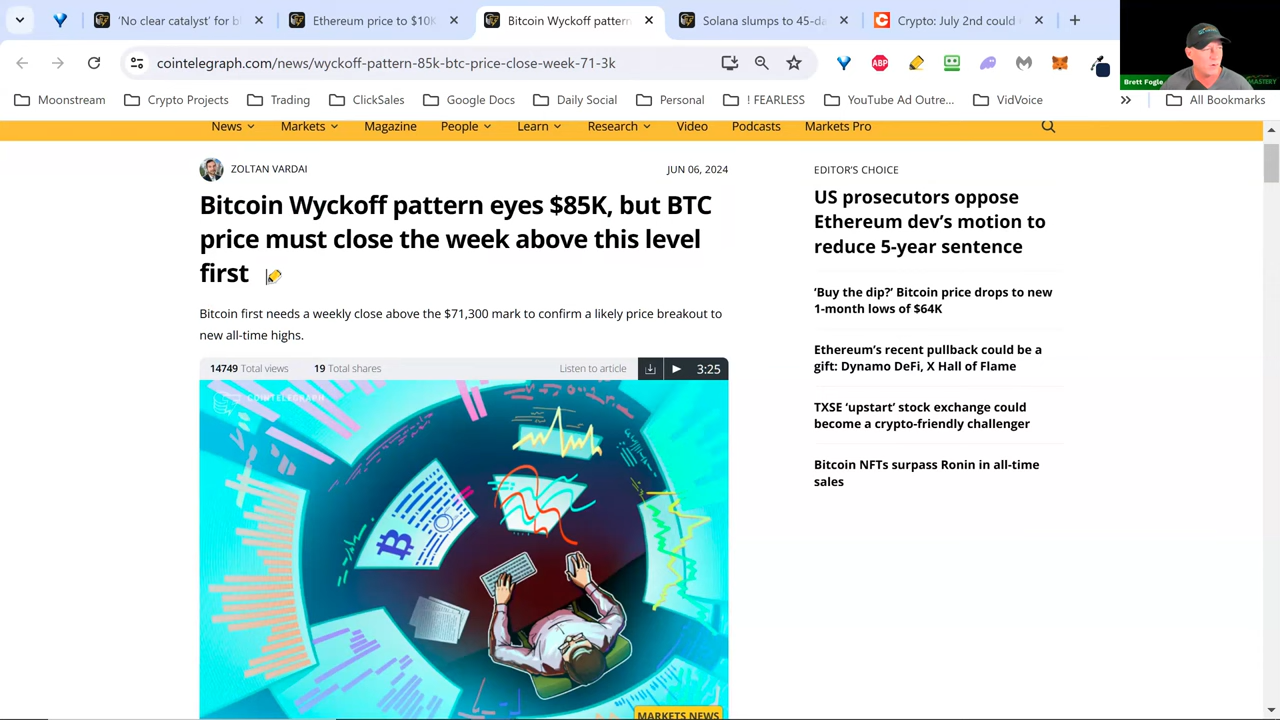 'No clear catalyst' for bl
Ethereum price to $10K
Bitcoin Wyckoff pattern
Solana slumps to 45-da
Crypto: July 2nd could
cointelegraph.com/news/wyckoff-pattern-85k-btc-price-close-week-71-3k
ABP
Moonstream
Crypto Projects
Trading
ClickSales
Google Docs
Daily Social
Personal
! FEARLESS
YouTube Ad Outre...
VidVoice
All Bookmarks
Brett Fogle
MASTERY
News
Markets
Magazine
People
Learn
Research
Video
Podcasts
Markets Pro
ZOLTAN VARDAI
JUN 06, 2024
Bitcoin Wyckoff pattern eyes $85K, but BTC
price must close the week above this level
first
Bitcoin first needs a weekly close above the $71,300 mark to confirm a likely price breakout to
new all-time highs.
14749 Total views
19 Total shares
Listen to article
3:25
COINTELEGRAPH
MARKETS NEWS
EDITOR'S CHOICE
US prosecutors oppose
Ethereum dev's motion to
reduce 5-year sentence
'Buy the dip?' Bitcoin price drops to new
1-month lows of $64K
Ethereum's recent pullback could be a
gift: Dynamo DeFi, X Hall of Flame
TXSE 'upstart' stock exchange could
become a crypto-friendly challenger
Bitcoin NFTs surpass Ronin in all-time
sales